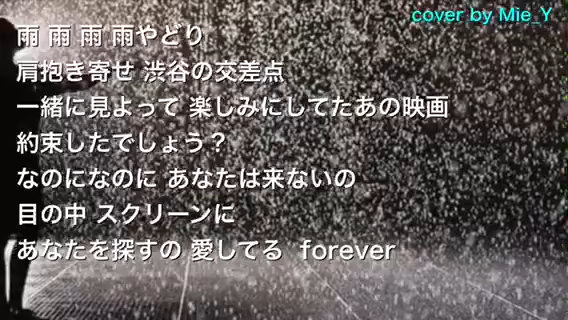 cover by Mie_Y
雨 雨 雨 雨やどり
肩抱き寄せ 渋谷の交差点
一緒に見よって 楽しみにしてたあの映画
約束したでしょう？
なのになのに あなたは来ないの
目の中 スクリーンに
あなたを探すの 愛してる forever